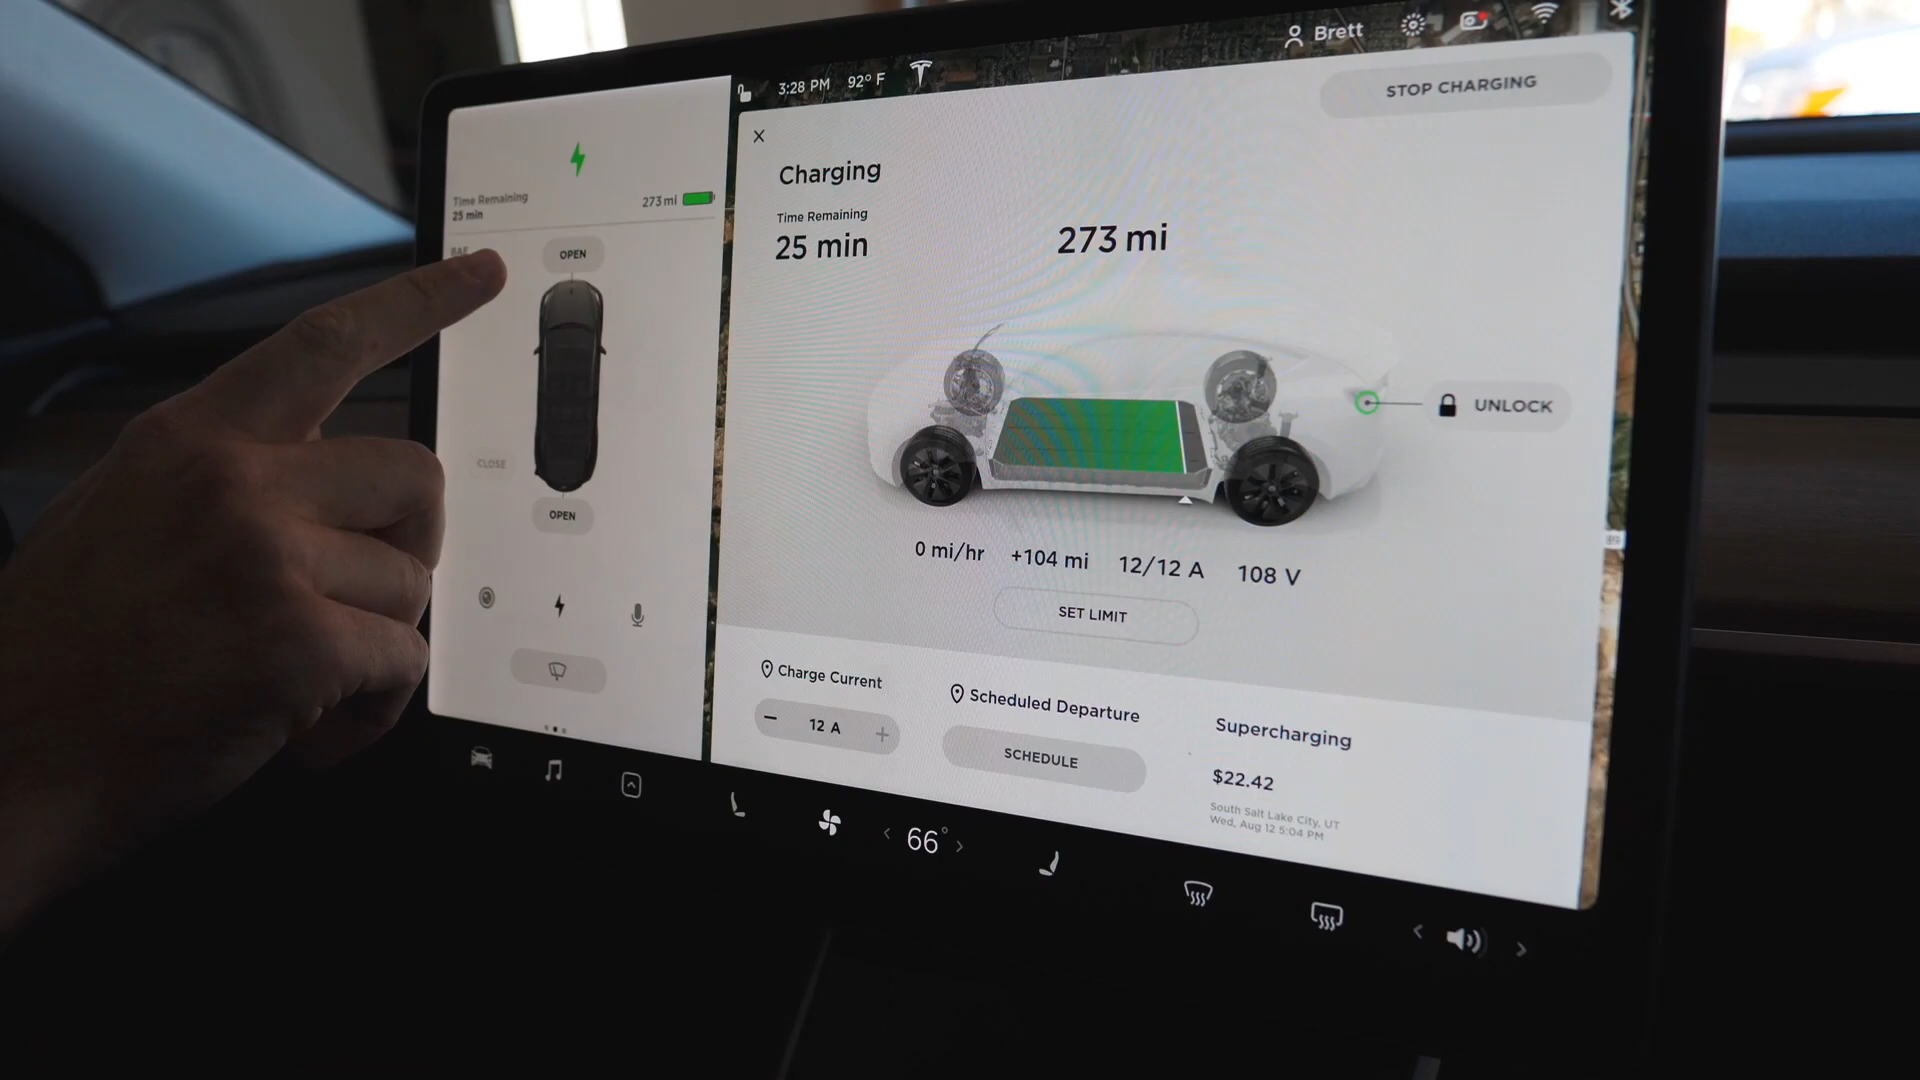 3:28 PM
92° F
Brett
STOP CHARGING
Time Remaining
25 min
273 mi
OPEN
CLOSE
OPEN
Charging
Time Remaining
25 min
273 mi
UNLOCK
0 mi/hr
+104 mi
12/12 A
108 V
SET LIMIT
Charge Current
12 A
Scheduled Departure
SCHEDULE
Supercharging
$22.42
South Salt Lake City, UT
Wed, Aug 12 5:04 PM
66°